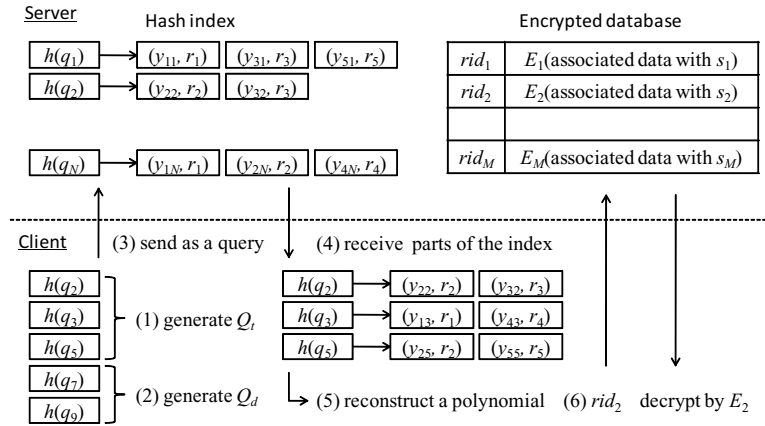 Server Hash index Encrypted database
h(q1) (y11, r1) (y31, r3) (y51, r5)
h(q2) (y22, r2) (y32, r3)
h(qN) (y1N, r1) (y2N, r2) (y4N, r4)
rid1 E1(associated data with s1)
rid2 E2(associated data with s2)
ridM EM(associated data with sM)
Client (3) send as a query (4) receive parts of the index
h(q2)
h(q3)
h(q5)
(1) generate Qt
h(q7)
h(q9)
(2) generate Qd
h(q2) (y22, r2) (y32, r3)
h(q3) (y13, r1) (y43, r4)
h(q5) (y25, r2) (y55, r5)
(5) reconstruct a polynomial (6) rid2 decrypt by E2